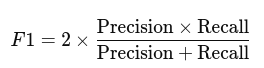 F1 = 2 × Precision × Recall / Precision + Recall